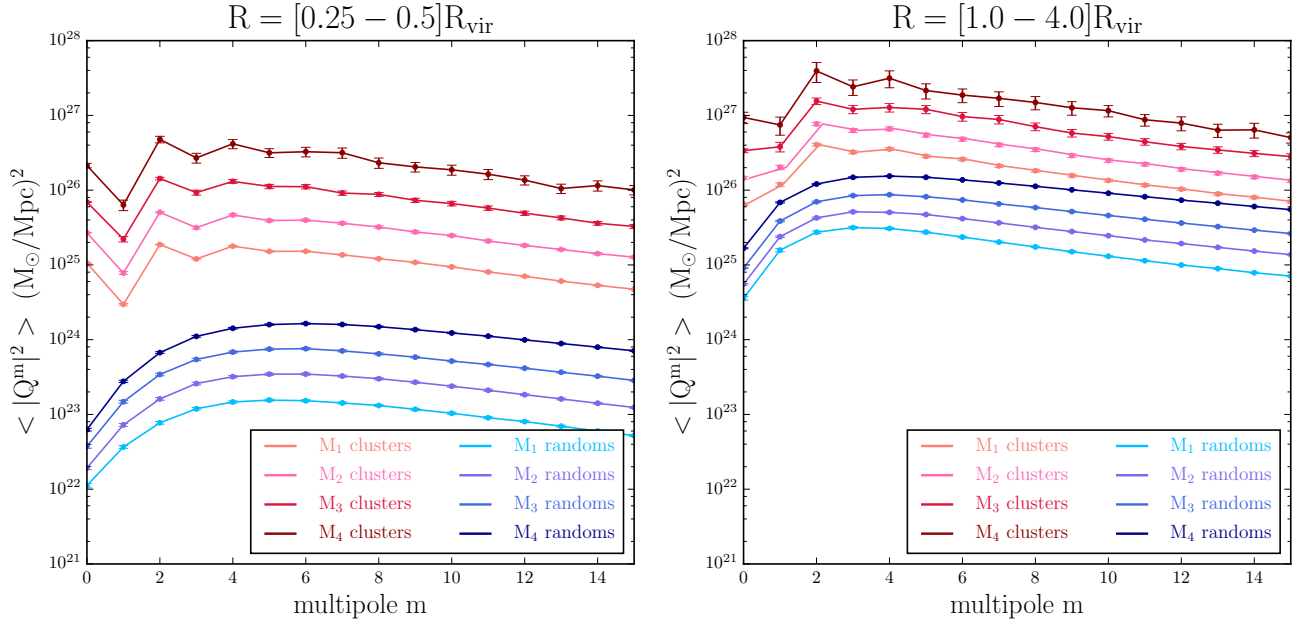 R = [0.25 − 0.5]R_vir
< |Q^m|^2 > (M_⊙/Mpc)^2
10^28
10^27
10^26
10^25
10^24
10^23
10^22
10^21
M_1 clusters
M_2 clusters
M_3 clusters
M_4 clusters
M_1 randoms
M_2 randoms
M_3 randoms
M_4 randoms
0 2 4 6 8 10 12 14
multipole m
R = [1.0 − 4.0]R_vir
< |Q^m|^2 > (M_⊙/Mpc)^2
10^28
10^27
10^26
10^25
10^24
10^23
10^22
10^21
M_1 clusters
M_2 clusters
M_3 clusters
M_4 clusters
M_1 randoms
M_2 randoms
M_3 randoms
M_4 randoms
0 2 4 6 8 10 12 14
multipole m